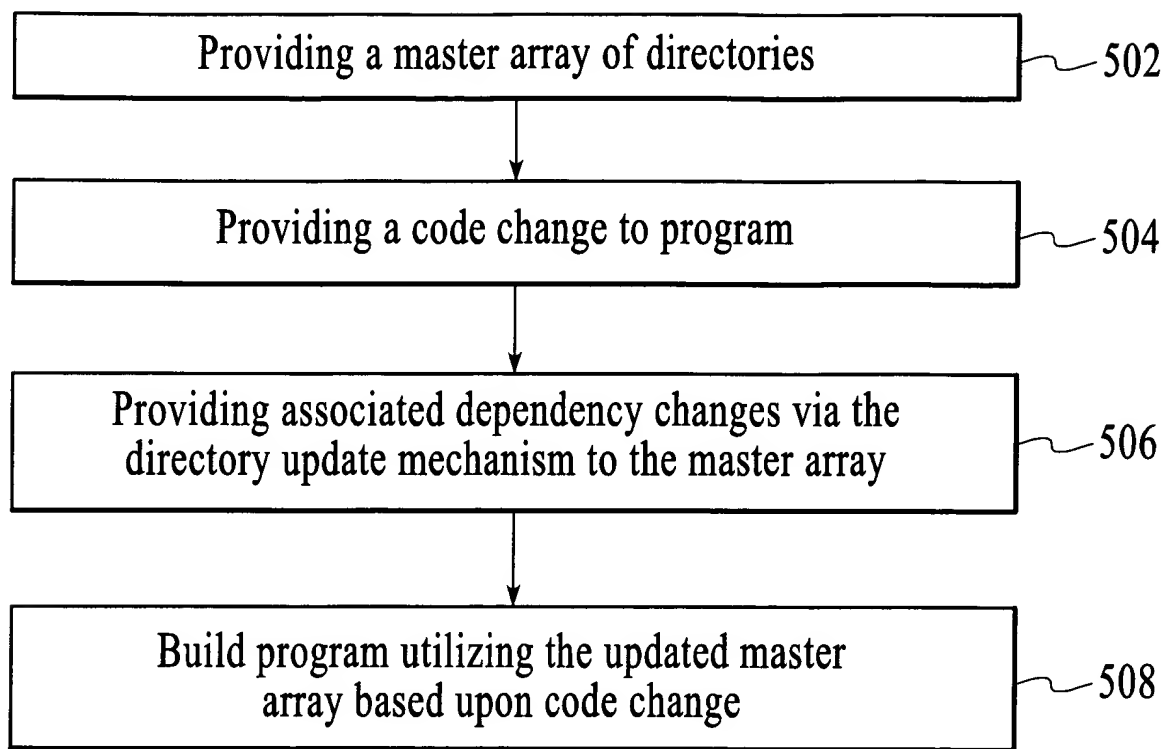 Providing a master array of directories
502
Providing a code change to program
504
Providing associated dependency changes via the
directory update mechanism to the master array
506
Build program utilizing the updated master
array based upon code change
508